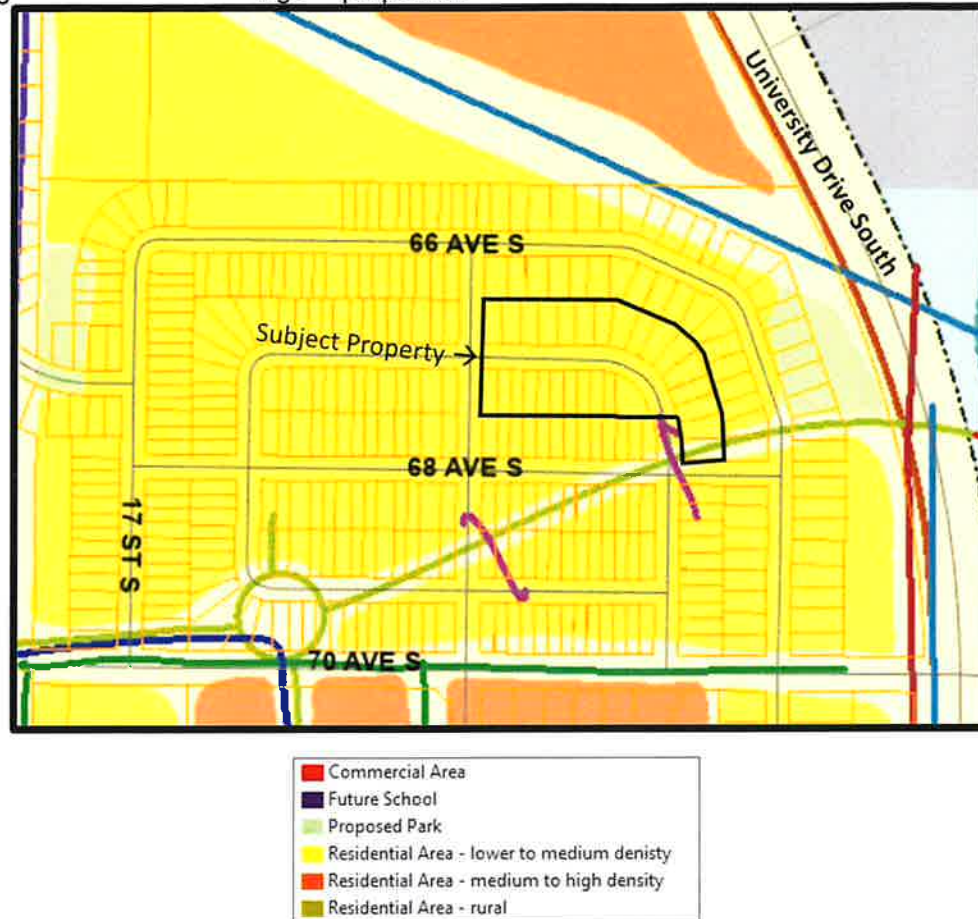 University Drive South
66 AVE S
Subject Property
68 AVE S
17 ST S
70 AVE S
Commercial Area
Future School
Proposed Park
Residential Area - lower to medium denisty
Residential Area - medium to high density
Residential Area - rural